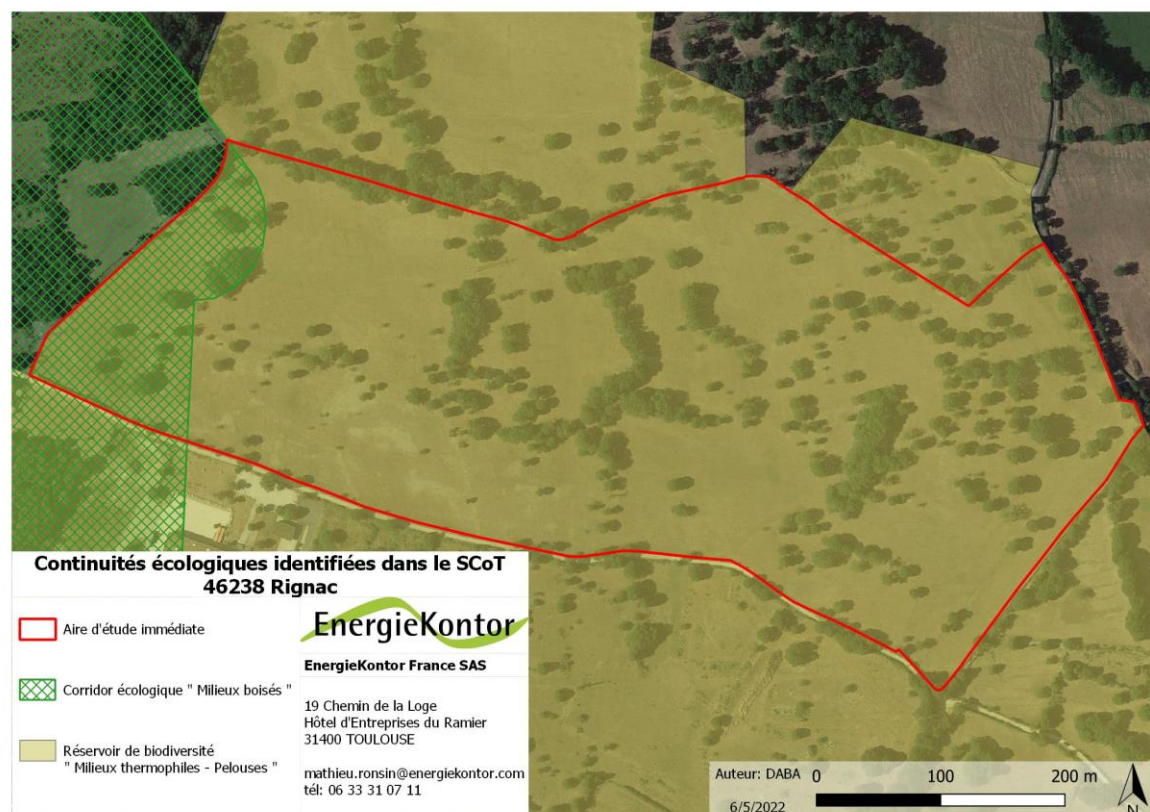 Continuités écologiques identifiées dans le SCoT
46238 Rignac
Aire d'étude immédiate
Corridor écologique " Milieux boisés "
Réservoir de biodiversité
" Milieux thermophiles - Pelouses "
EnergieKontor
EnergieKontor France SAS
19 Chemin de la Loge
Hôtel d'Entreprises du Ramier
31400 TOULOUSE
mathieu.ronsin@energiekontor.com
tél: 06 33 31 07 11
Auteur: DABA
6/5/2022
0 100 200 m
N